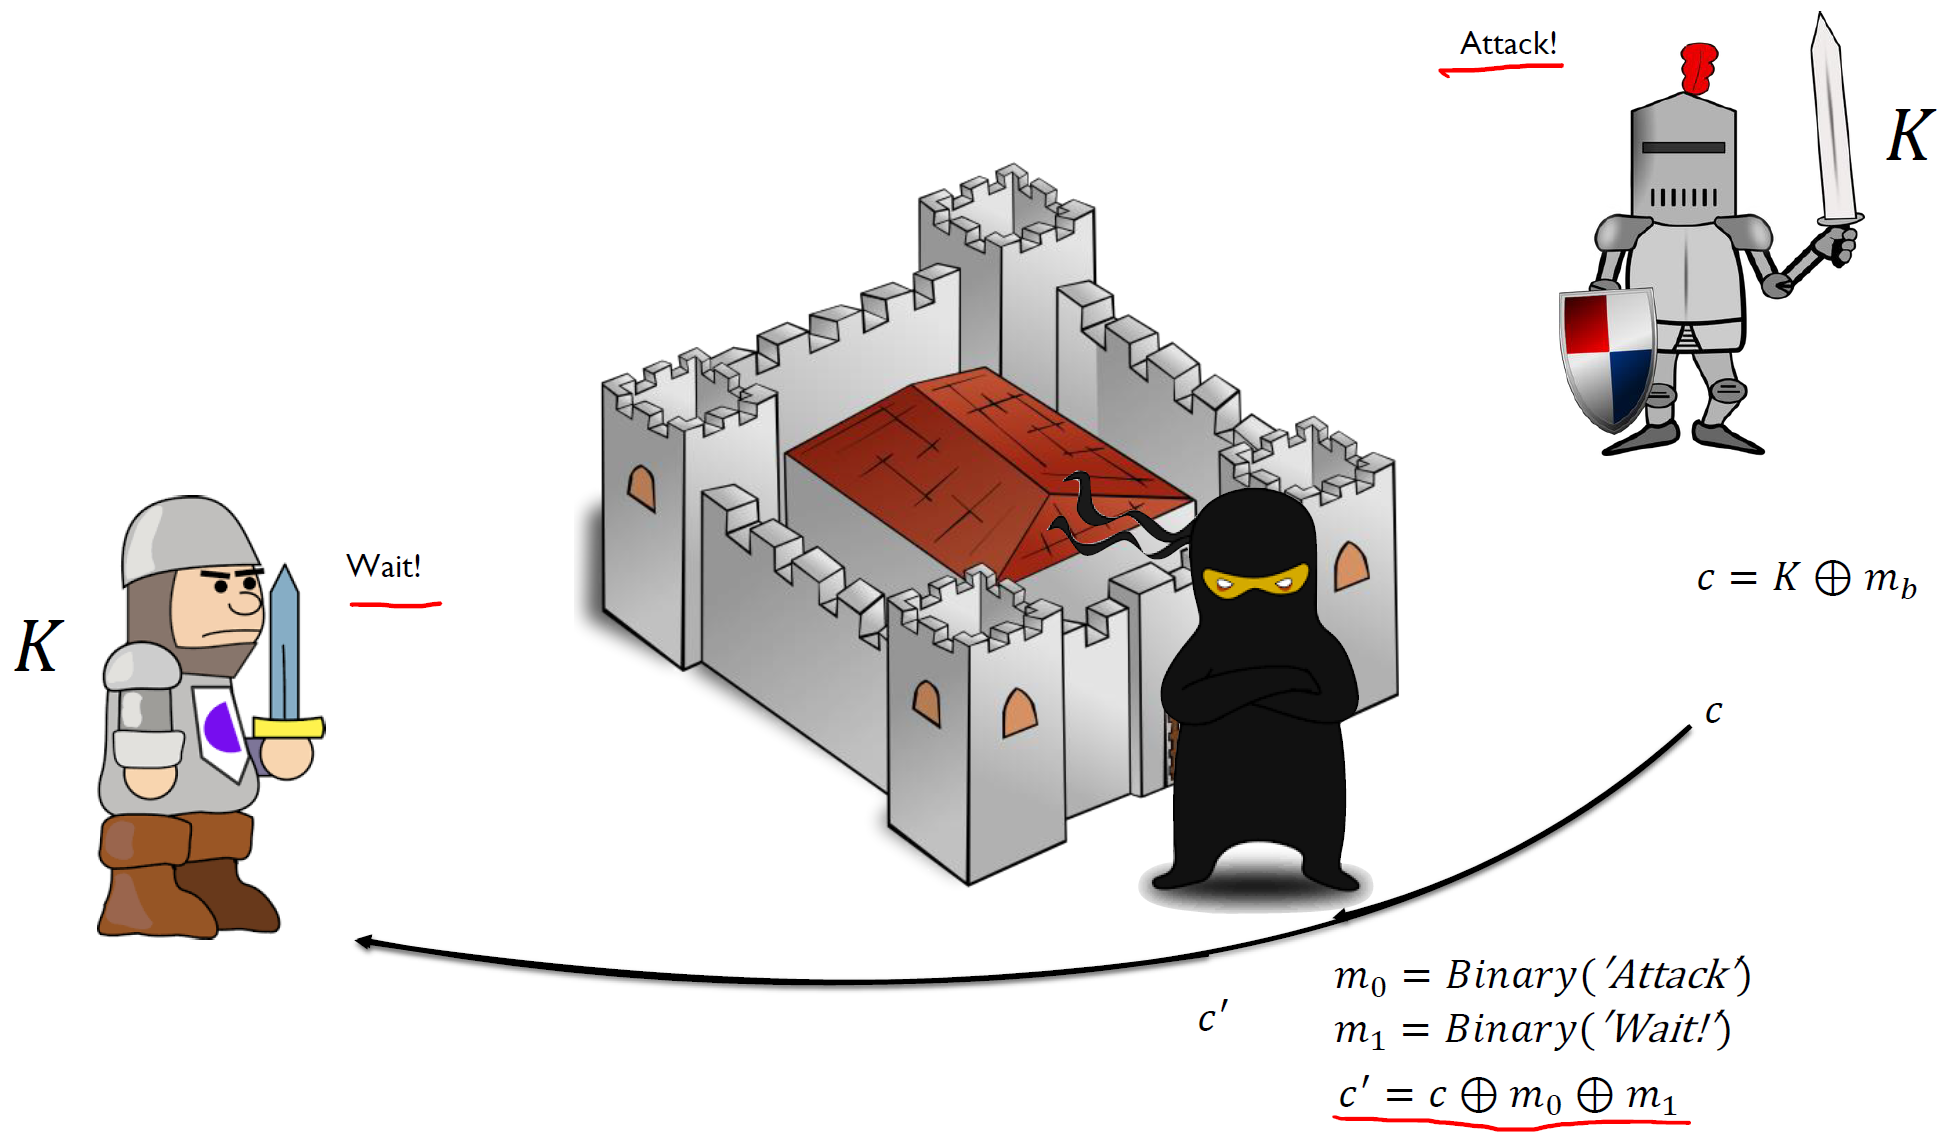 Attack!
K
Wait!
K
c = K ⊕ m_b
c
c′
m_0 = Binary('Attack')
m_1 = Binary('Wait!')
c′ = c ⊕ m_0 ⊕ m_1